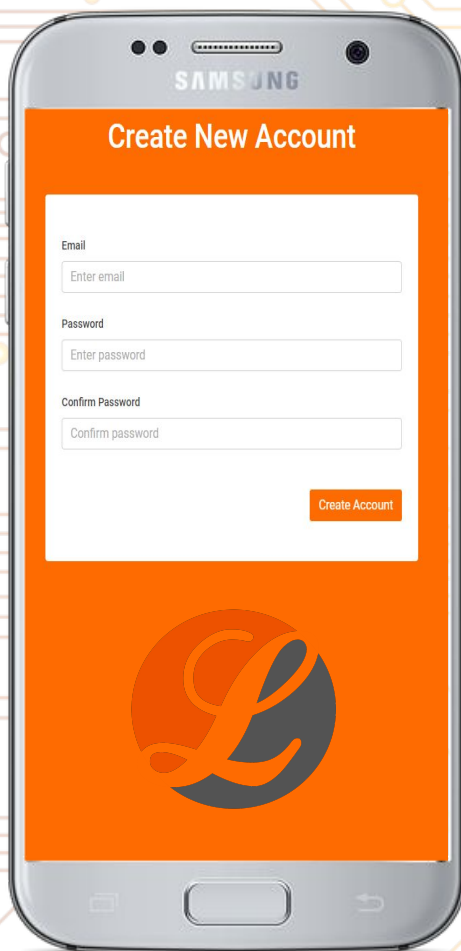 SAMSUNG
Create New Account
Email
Enter email
Password
Enter password
Confirm Password
Confirm password
Create Account
L